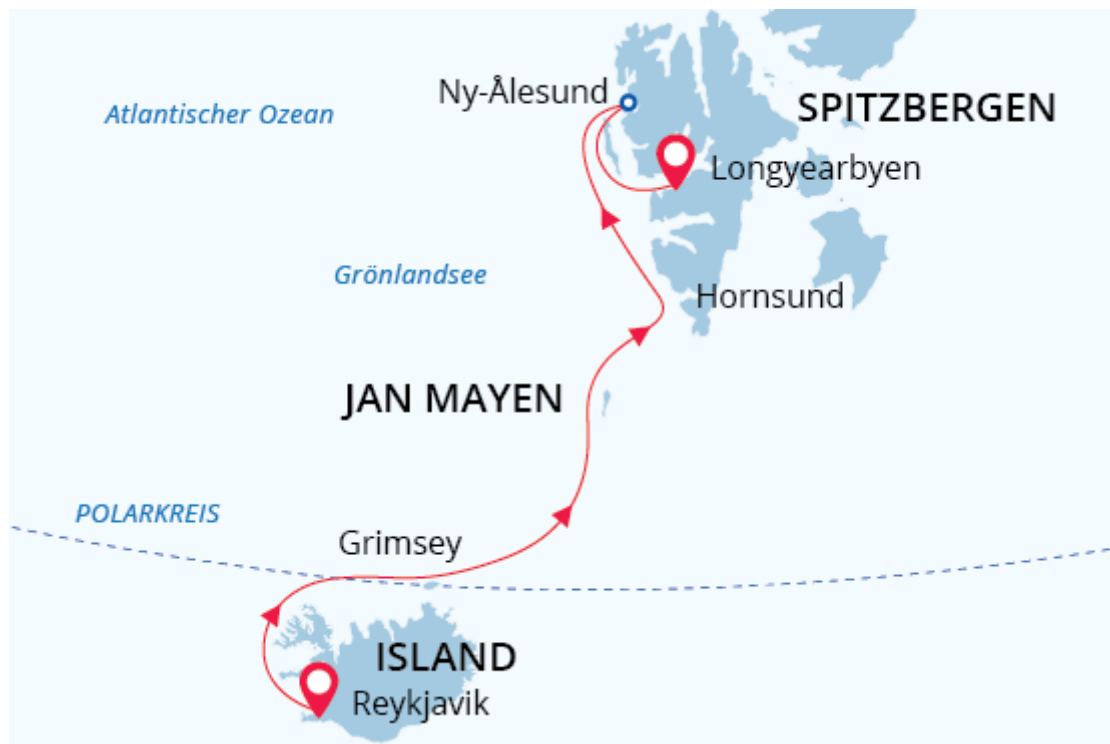 Ny-Ålesund
SPITZBERGEN
Atlantischer Ozean
Longyearbyen
Grönlandsee
Hornsund
JAN MAYEN
POLARKREIS
Grimsey
ISLAND
Reykjavik